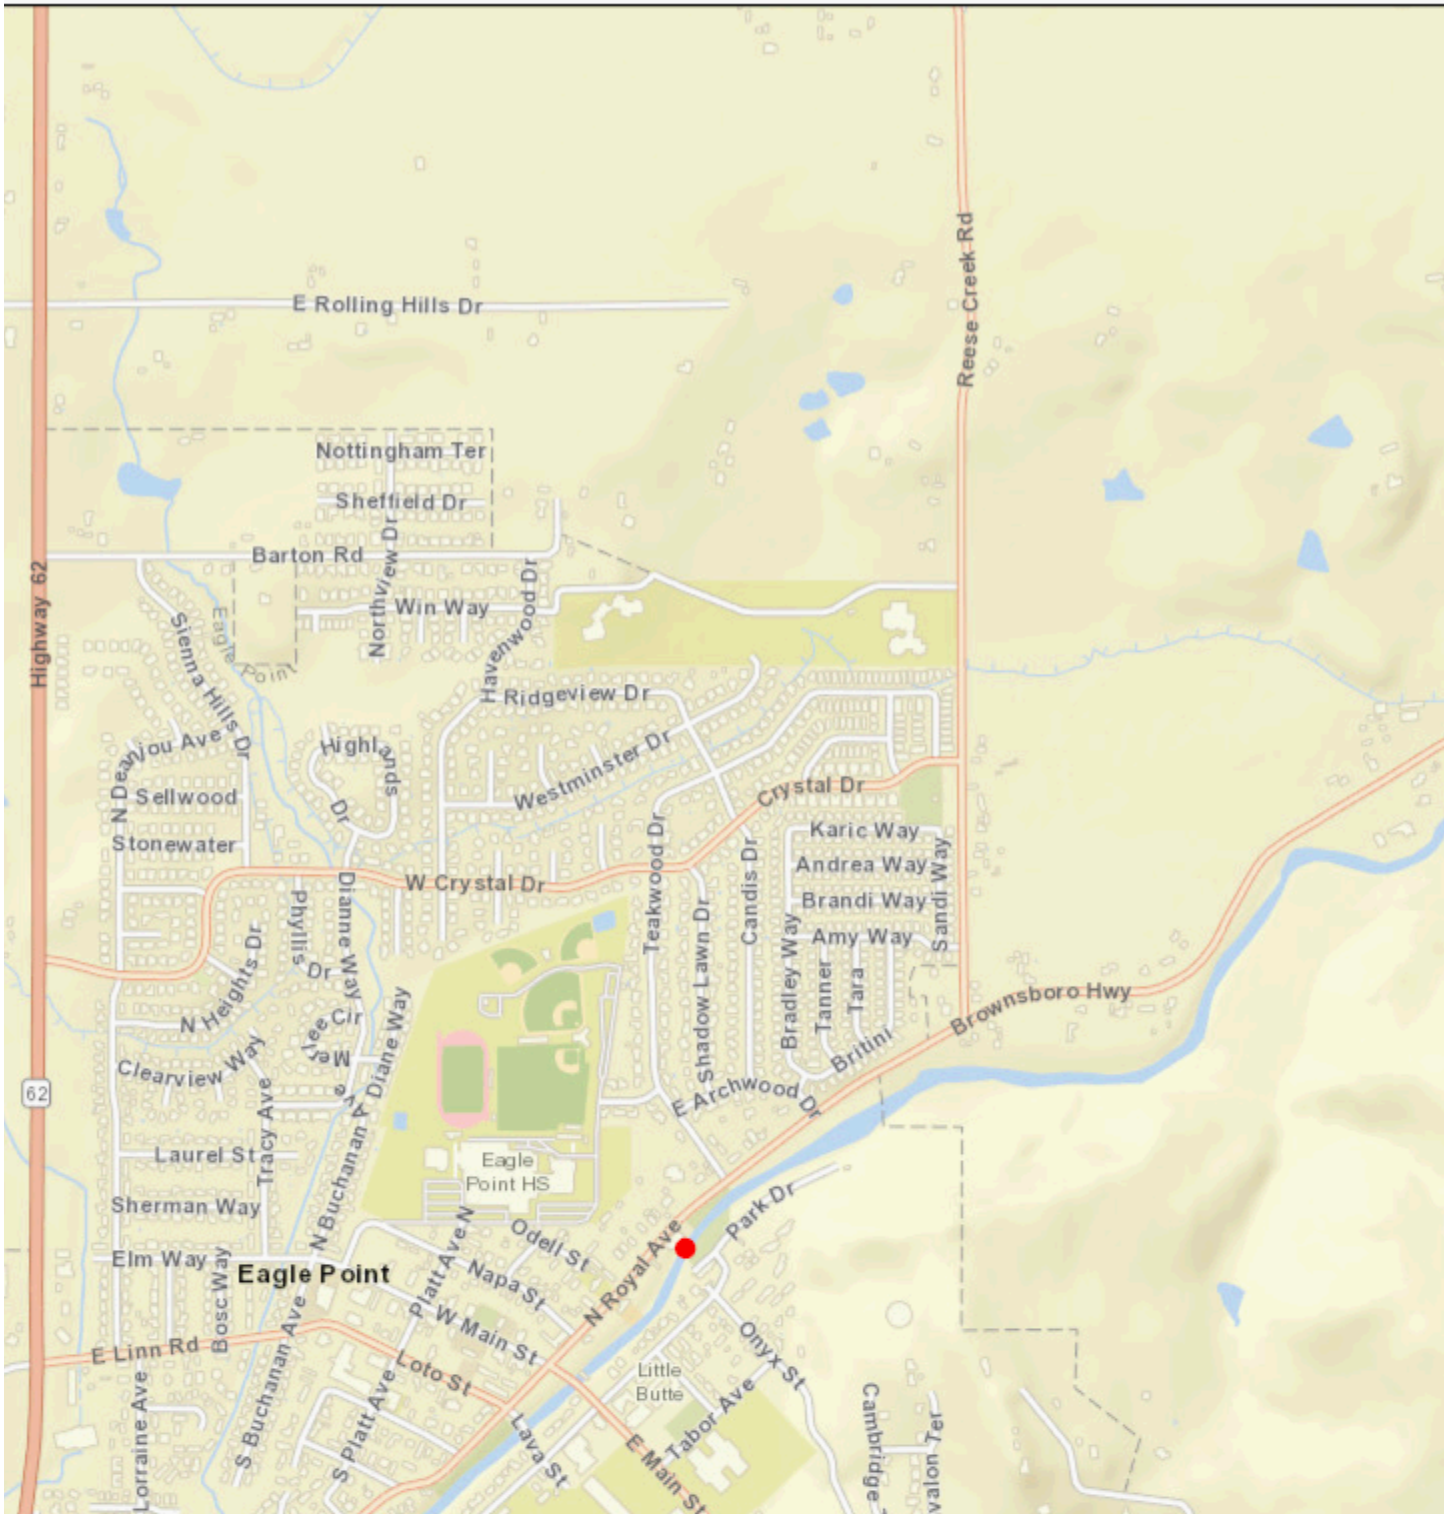 Reese Creek Rd
E Rolling Hills Dr
Nottingham Ter
Sheffield Dr
Barton Rd
Northview Dr
Havenwood Dr
Win Way
Highway 62
Eagle Point
Sienna Hills Dr
Ridgeview Dr
Anjou Ave
N Dean
Highlands
Dr
Westminster Dr
Crystal Dr
Sellwood
Stonewater
Karic Way
Andrea Way
Brandi Way
Amy Way
Sandi Way
W Crystal Dr
Teakwood Dr
Candis Dr
Shadow Lawn Dr
Bradley Way
Tanner
Tara
Britini
Dianne Way
Phyllis
Dr
N Heights Dr
Merlee Cir
Ave
Diane Way
Clearview Way
Tracy Ave
Brownsboro Hwy
62
E Archwood Dr
Laurel St
Eagle
Point HS
N Buchanan Ave
Sherman Way
Park Dr
Odell St
N Royal Ave
Elm Way
Bosc Way
Eagle Point
Platt Ave N
Napa St
W Main St
E Linn Rd
Loto St
Onyx St
Little
Butte
Tabor Ave
Lorraine Ave
S Buchanan Ave
S Platt Ave
Lava St
E Main St
Cambridge
valon Ter